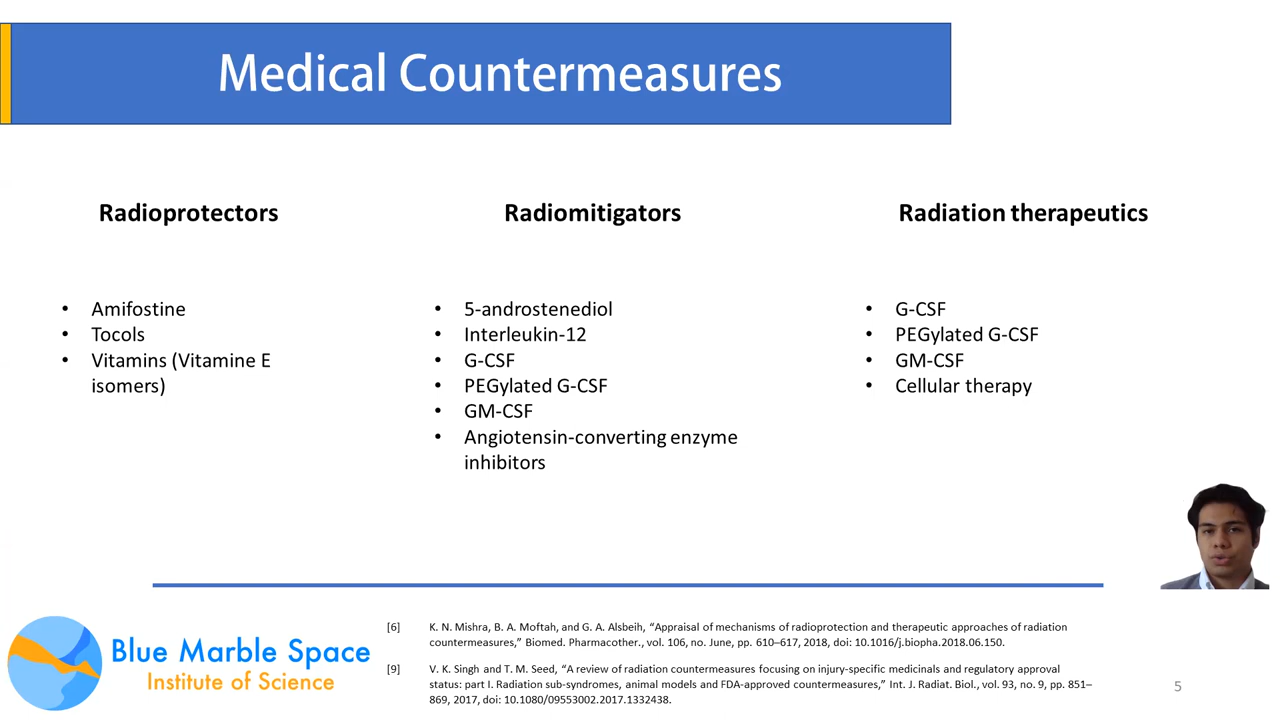 Medical Countermeasures
Radioprotectors
• Amifostine
• Tocols
• Vitamins (Vitamine E
isomers)
Radiomitigators
• 5-androstenediol
• Interleukin-12
• G-CSF
• PEGylated G-CSF
• GM-CSF
• Angiotensin-converting enzyme
inhibitors
Radiation therapeutics
• G-CSF
• PEGylated G-CSF
• GM-CSF
• Cellular therapy
Blue Marble Space
Institute of Science
[6] K. N. Mishra, B. A. Moftah, and G. A. Alsbeih, “Appraisal of mechanisms of radioprotection and therapeutic approaches of radiation
countermeasures,” Biomed. Pharmacother., vol. 106, no. June, pp. 610–617, 2018, doi: 10.1016/j.biopha.2018.06.150.
[9] V. K. Singh and T. M. Seed, “A review of radiation countermeasures focusing on injury-specific medicinals and regulatory approval
status: part I. Radiation sub-syndromes, animal models and FDA-approved countermeasures,” Int. J. Radiat. Biol., vol. 93, no. 9, pp. 851–
869, 2017, doi: 10.1080/09553002.2017.1332438.
5